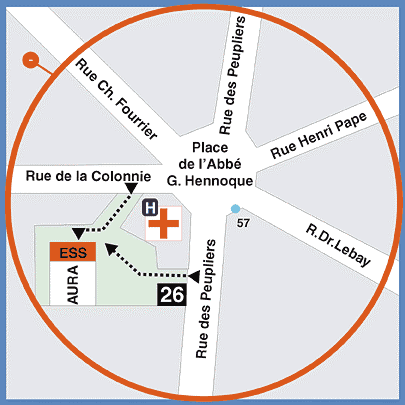 Rue Ch. Fourrier
Rue des Peupliers
Rue Henri Pape
Place
de l'Abbé
G. Hennoque
Rue de la Colonnie
H
57
R.Dr.Lebay
ESS
AURA
26
Rue des Peupliers